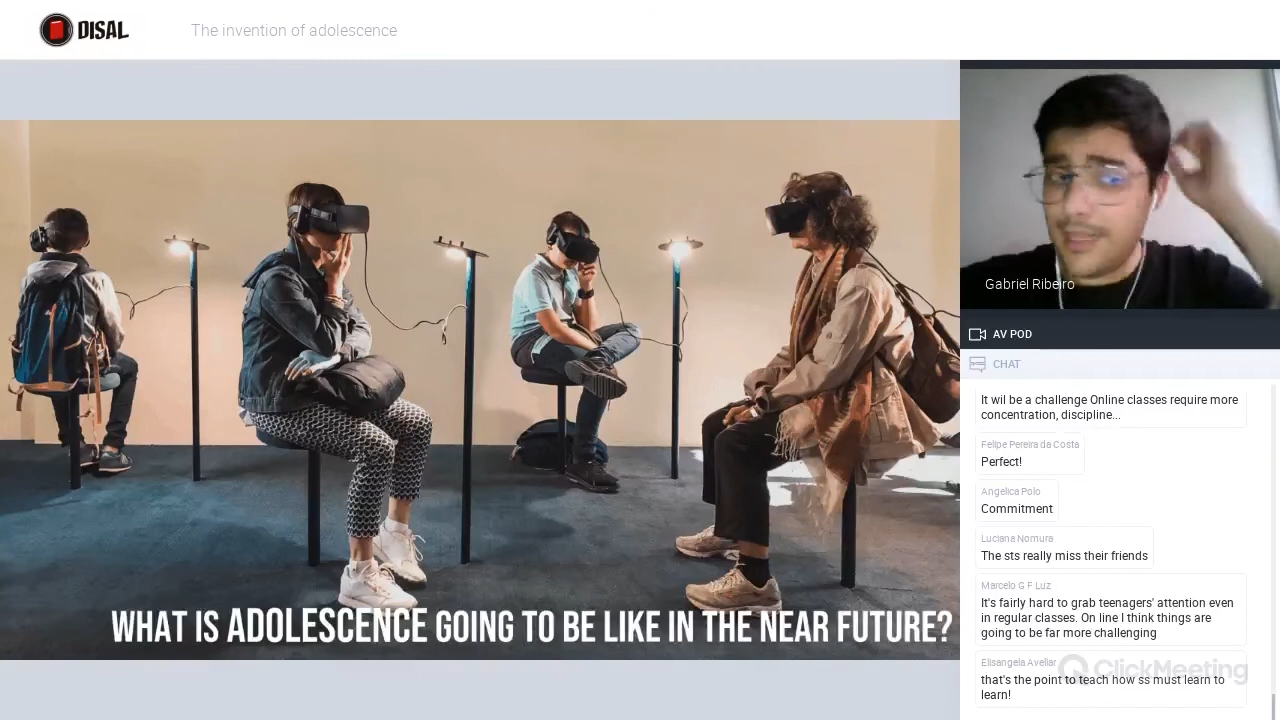 DISAL
The invention of adolescence
WHAT IS ADOLESCENCE GOING TO BE LIKE IN THE NEAR FUTURE?
Gabriel Ribeiro
AV POD
CHAT
It wil be a challenge Online classes require more
concentration, discipline...
Felipe Pereira da Costa
Perfect!
Angelica Polo
Commitment
Luciana Nomura
The sts really miss their friends
Marcelo G F Luz
It's fairly hard to grab teenagers' attention even
in regular classes. On line I think things are
going to be far more challenging
Elisangela Avellar
ClickMeeting
that's the point to teach how ss must learn to
learn!